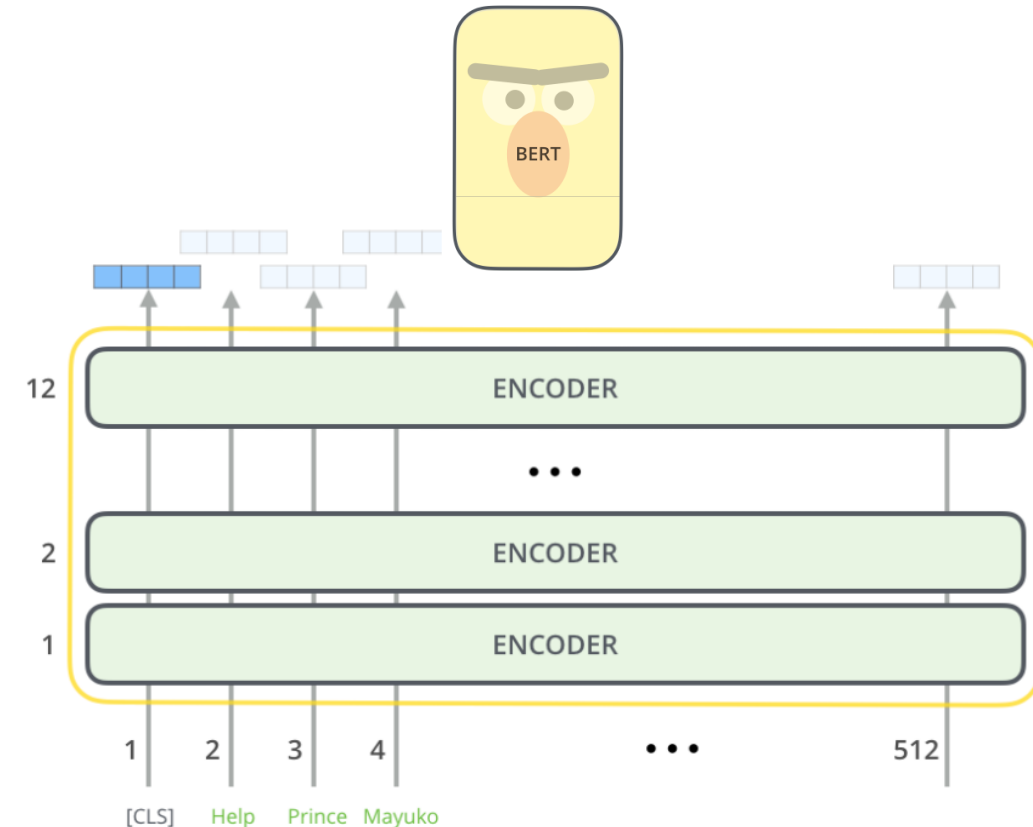 BERT
12 ENCODER
•••
2 ENCODER
1 ENCODER
1 2 3 4 ••• 512
[CLS] Help Prince Mayuko